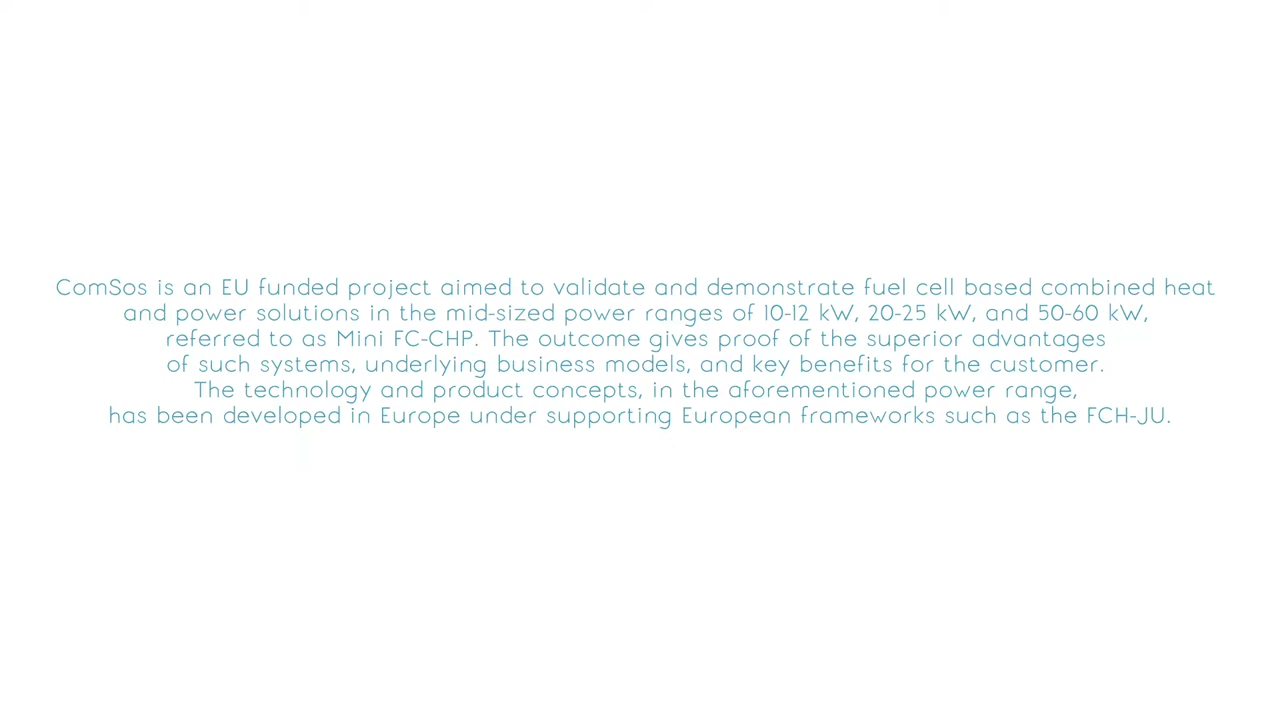 ComSos is an EU funded project aimed to validate and demonstrate fuel cell based combined heat
and power solutions in the mid-sized power ranges of 10-12 kW, 20-25 kW, and 50-60 kW,
referred to as Mini FC-CHP. The outcome gives proof of the superior advantages
of such systems, underlying business models, and key benefits for the customer.
The technology and product concepts, in the aforementioned power range,
has been developed in Europe under supporting European frameworks such as the FCH-JU.